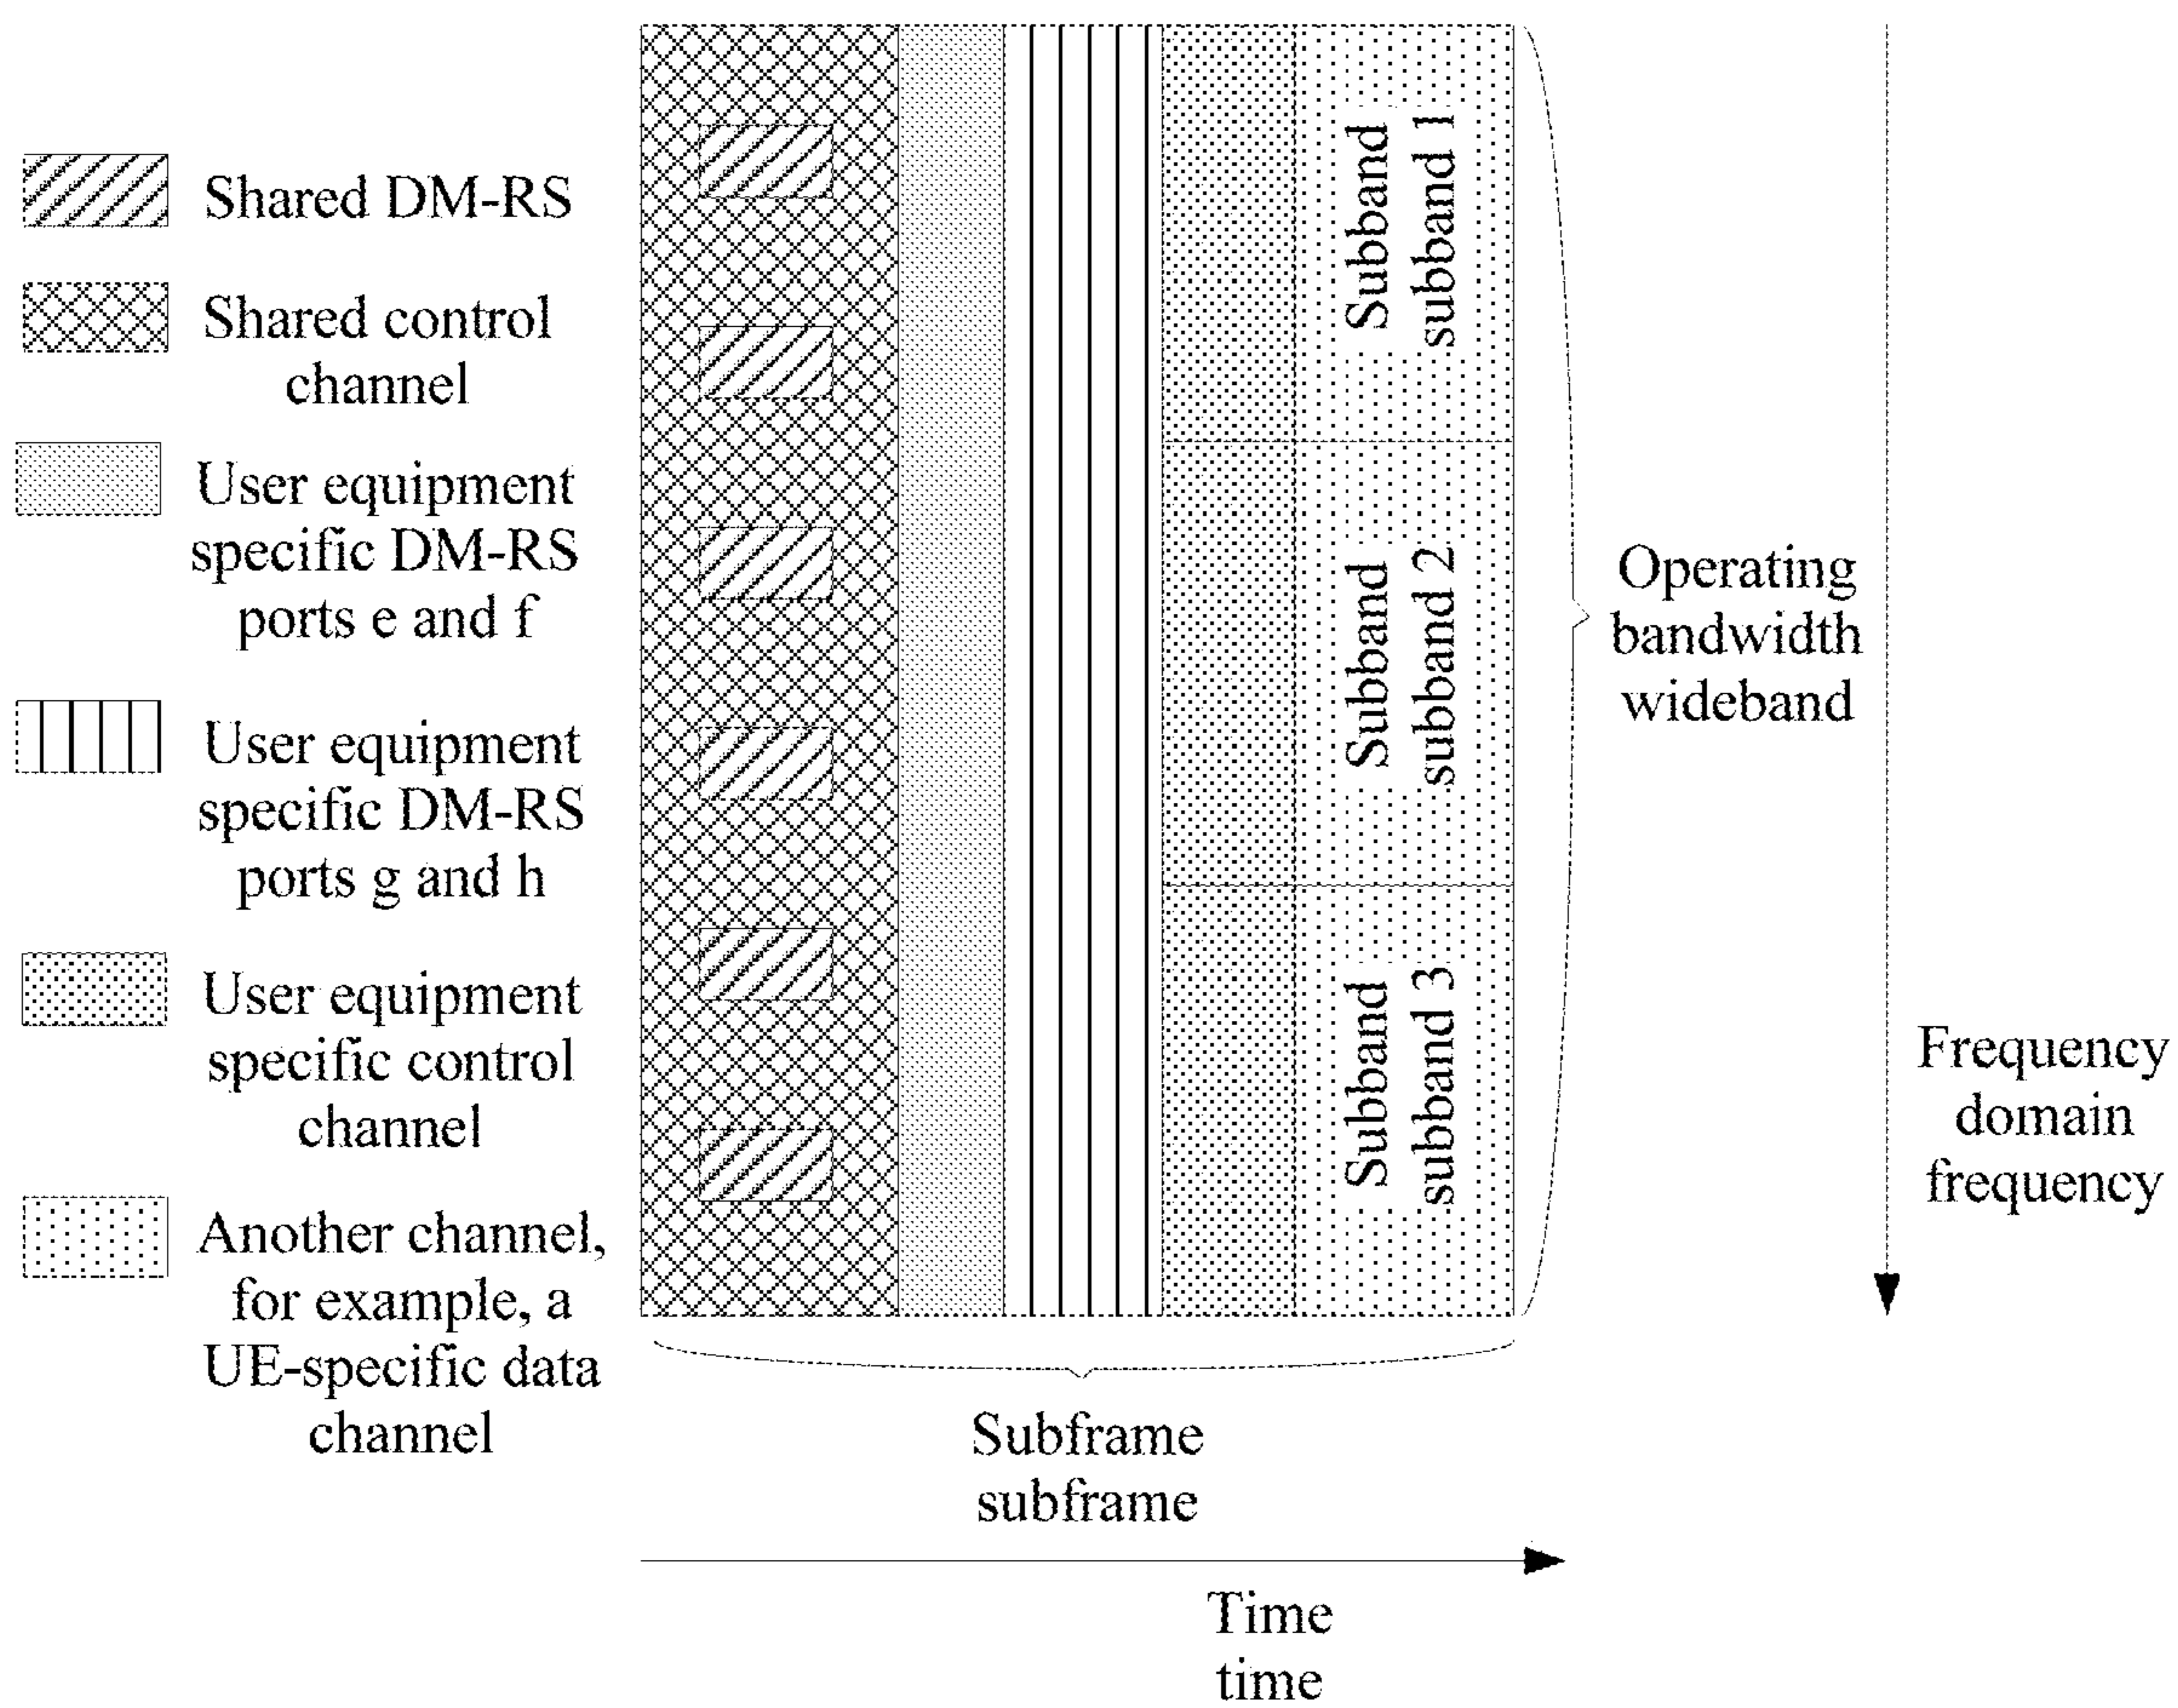 Shared DM-RS
Shared control
channel
User equipment
specific DM-RS
ports e and f
User equipment
specific DM-RS
ports g and h
User equipment
specific control
channel
Another channel,
for example, a
UE-specific data
channel
Subband
subband 1
Subband
subband 2
Subband
subband 3
Operating
bandwidth
wideband
Frequency
domain
frequency
Subframe
subframe
Time
time